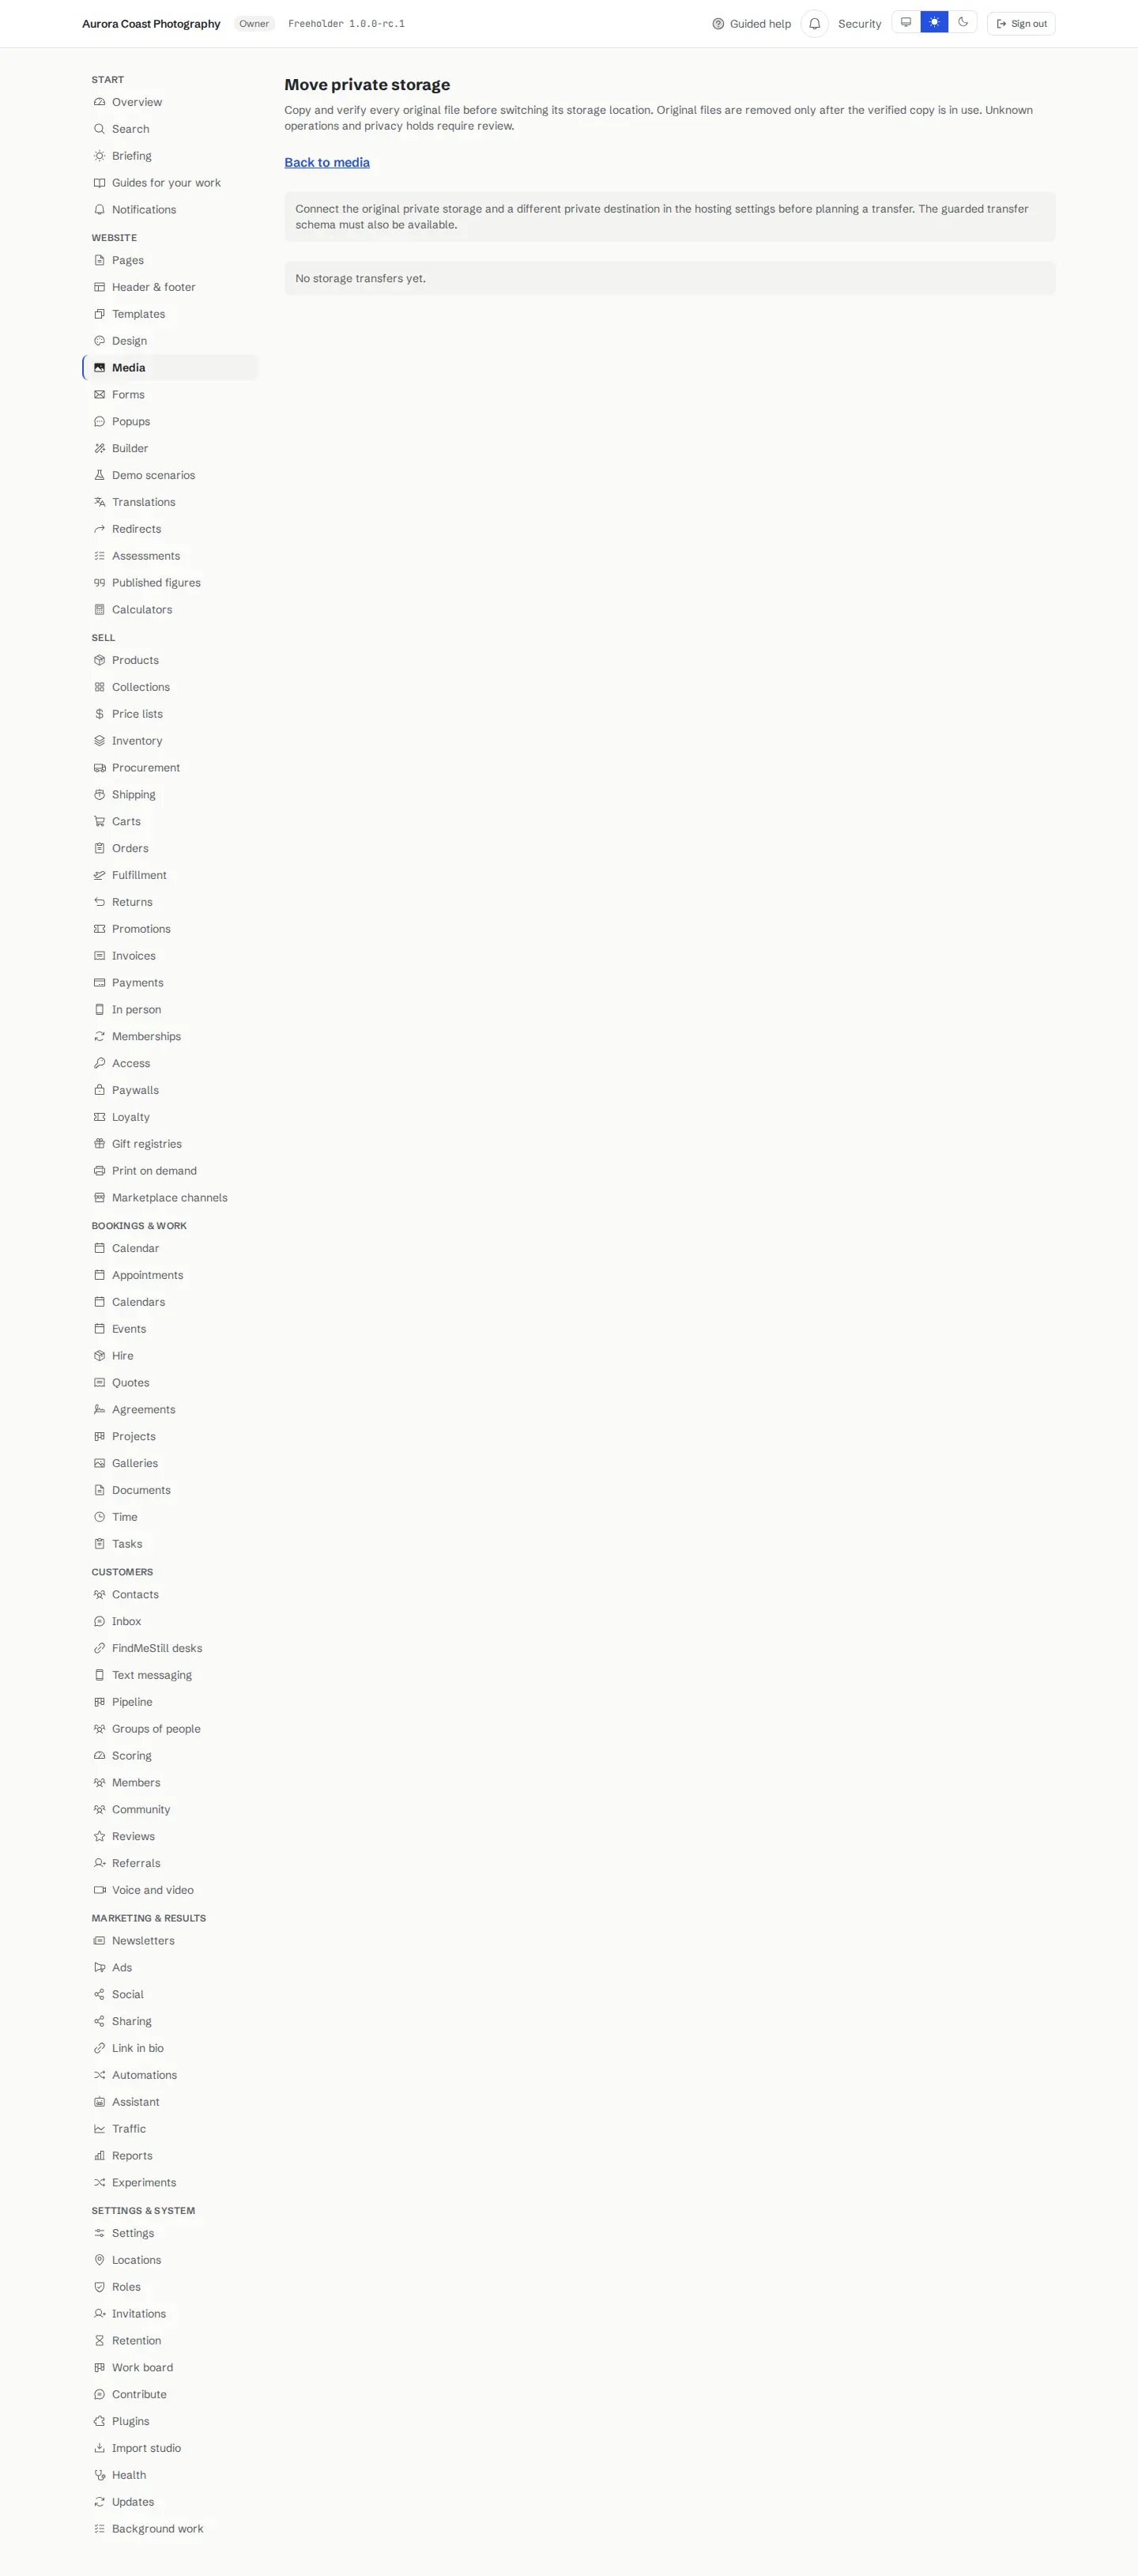 Aurora Coast Photography Owner Freeholder 1.0.0-rc.1 Guided help Security Sign out
START
Overview
Search
Briefing
Guides for your work
Notifications
WEBSITE
Pages
Header & footer
Templates
Design
Media
Forms
Popups
Builder
Demo scenarios
Translations
Redirects
Assessments
Published figures
Calculators
SELL
Products
Collections
Price lists
Inventory
Procurement
Shipping
Carts
Orders
Fulfillment
Returns
Promotions
Invoices
Payments
In person
Memberships
Access
Paywalls
Loyalty
Gift registries
Print on demand
Marketplace channels
BOOKINGS & WORK
Calendar
Appointments
Calendars
Events
Hire
Quotes
Agreements
Projects
Galleries
Documents
Time
Tasks
CUSTOMERS
Contacts
Inbox
FindMeStill desks
Text messaging
Pipeline
Groups of people
Scoring
Members
Community
Reviews
Referrals
Voice and video
MARKETING & RESULTS
Newsletters
Ads
Social
Sharing
Link in bio
Automations
Assistant
Traffic
Reports
Experiments
SETTINGS & SYSTEM
Settings
Locations
Roles
Invitations
Retention
Work board
Contribute
Plugins
Import studio
Health
Updates
Background work
Move private storage
Copy and verify every original file before switching its storage location. Original files are removed only after the verified copy is in use. Unknown
operations and privacy holds require review.
Back to media
Connect the original private storage and a different private destination in the hosting settings before planning a transfer. The guarded transfer
schema must also be available.
No storage transfers yet.